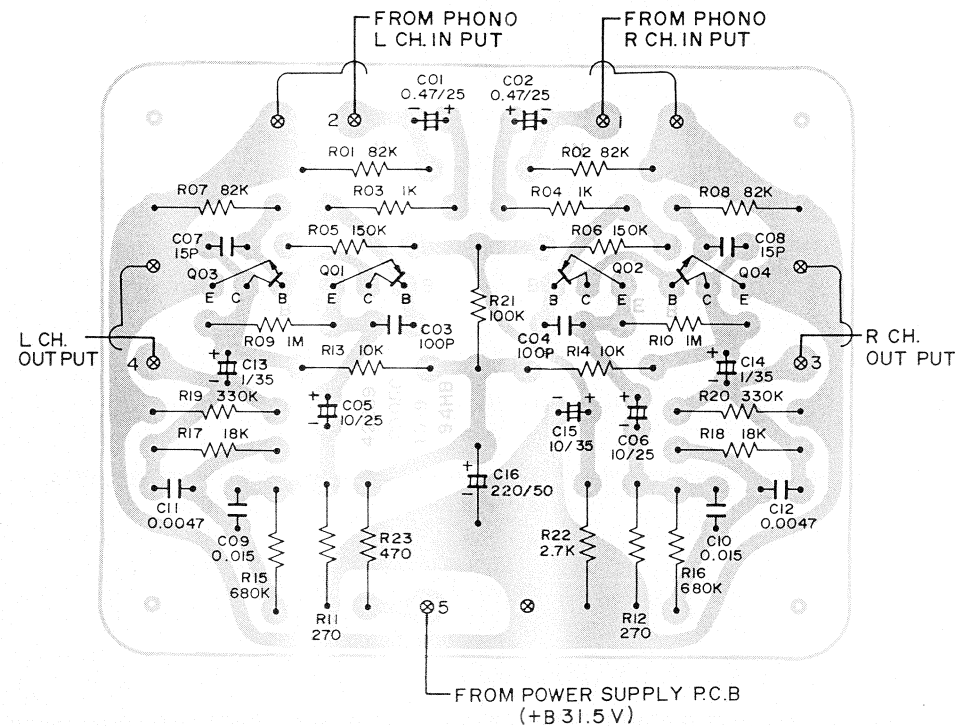 FROM PHONO
L CH. IN PUT
FROM PHONO
R CH. IN PUT
C01
0.47/25
- +
C02
0.47/25
+ -
2
1
R01 82K
R02 82K
R07 82K
R03 1K
R04 1K
R08 82K
C07
15P
R05 150K
R06 150K
C08
15P
Q03
Q01
Q02
Q04
E C B
E C B
B C E
B C E
R21
100K
L CH.
OUT PUT
4
R09 1M
C03
100P
C04
100P
R10 1M
R CH.
OUT PUT
3
+
-
C13
1/35
R13 10K
R14 10K
+
-
C14
1/35
R19 330K
+
-
C05
10/25
- +
C15
10/35
+
-
C06
10/25
R20 330K
R17 18K
R18 18K
C11
0.0047
+
-
C16
220/50
C12
0.0047
C09
0.015
R23
470
R22
2.7K
C10
0.015
R15
680K
R16
680K
R11
270
5
R12
270
FROM POWER SUPPLY P.C.B
(+B 31.5V)